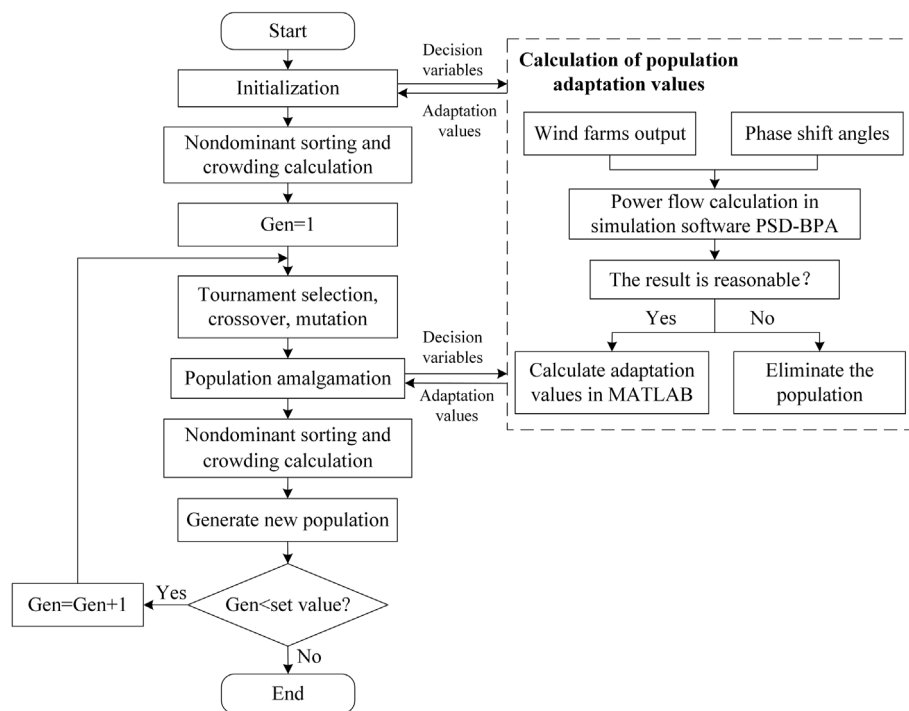 Start
Initialization
Nondominant sorting and
crowding calculation
Gen=1
Tournament selection,
crossover, mutation
Population amalgamation
Nondominant sorting and
crowding calculation
Generate new population
Gen<set value?
Yes
Gen=Gen+1
No
End
Decision
variables
Adaptation
values
Decision
variables
Adaptation
values
Calculation of population
adaptation values
Wind farms output
Phase shift angles
Power flow calculation in
simulation software PSD-BPA
The result is reasonable?
Yes
No
Calculate adaptation
values in MATLAB
Eliminate the
population